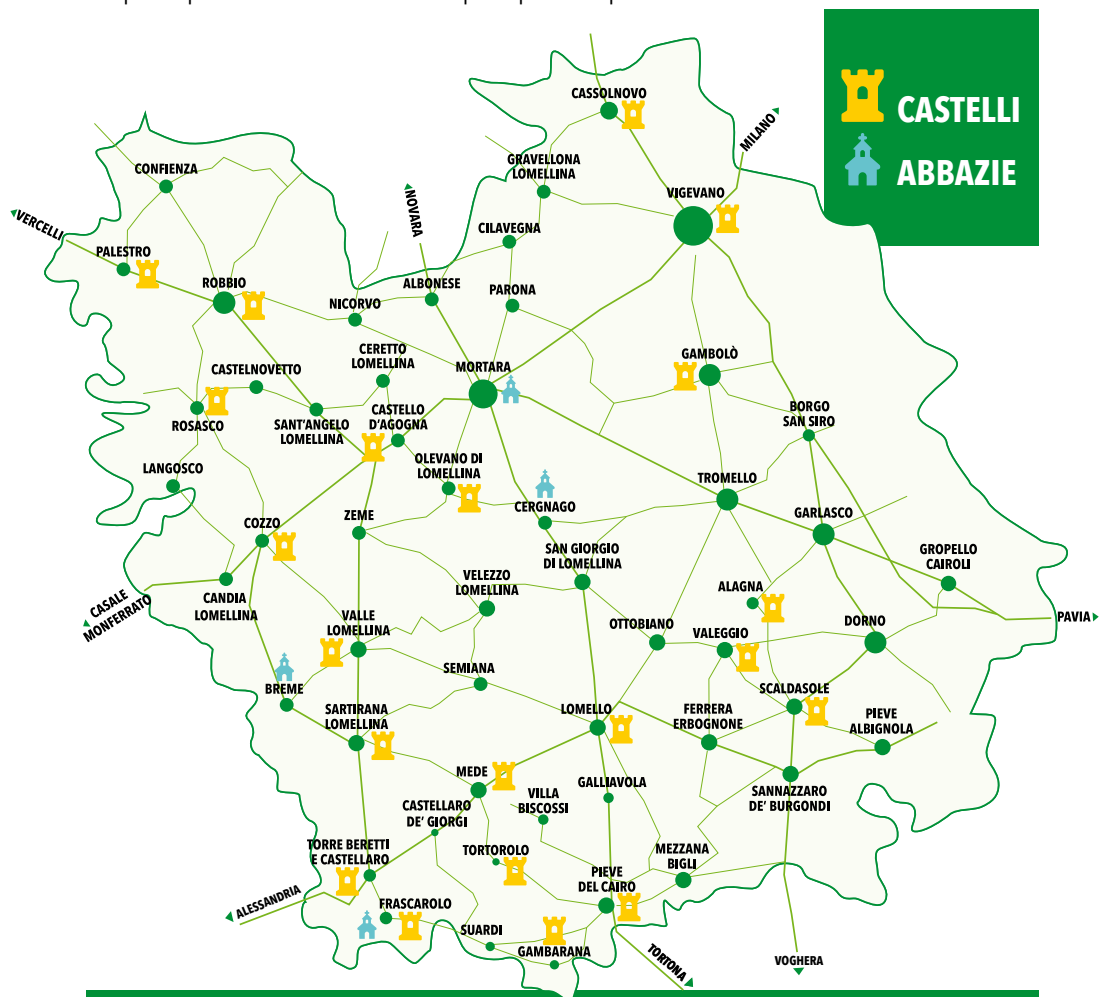 CASTELLI
ABBAZIE
CASSOLNOVO
MILANO
GRAVELLONA
LOMELLINA
CONFIENZA
VIGEVANO
NOVARA
VERCELLI
CILAVEGNA
PALESTRO
ROBBIO
ALBONESE
PARONA
NICORVO
CERETTO
LOMELLINA
GAMBOLÒ
MORTARA
CASTELNOVETTO
CASTELLO
D'AGOGNA
BORGO
SAN SIRO
ROSASCO
SANT'ANGELO
LOMELLINA
OLEVANO DI
LOMELLINA
LANGOSCO
TROMELLO
CERGNAGO
GARLASCO
ZEME
COZZO
SAN GIORGIO
DI LOMELLINA
GROPELLO
CAIROLI
VELEZZO
LOMELLINA
ALAGNA
CASALE
MONFERRATO
CANDIA
LOMELLINA
VALLE
LOMELLINA
OTTOBIANO
VALEGGIO
DORNO
PAVIA
SEMIANA
BREME
SCALDASOLE
SARTIRANA
LOMELLINA
LOMELLO
FERRERA
ERBOGNONE
PIEVE
ALBIGNOLA
MEDE
GALLIAVOLA
VILLA
BISCOSSI
SANNAZZARO
DE' BURGONDI
CASTELLARO
DE' GIORGI
TORRE BERETTI
E CASTELLARO
TORTOROLO
MEZZANA
BIGLI
PIEVE
DEL CAIRO
ALESSANDRIA
FRASCAROLO
SUARDI
GAMBARANA
TORTONA
VOGHERA